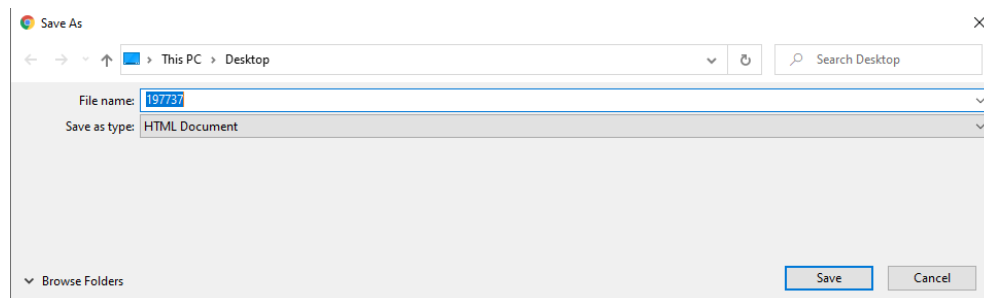 Save As
This PC > Desktop
Search Desktop
File name: 197737
Save as type: HTML Document
Browse Folders
Save
Cancel